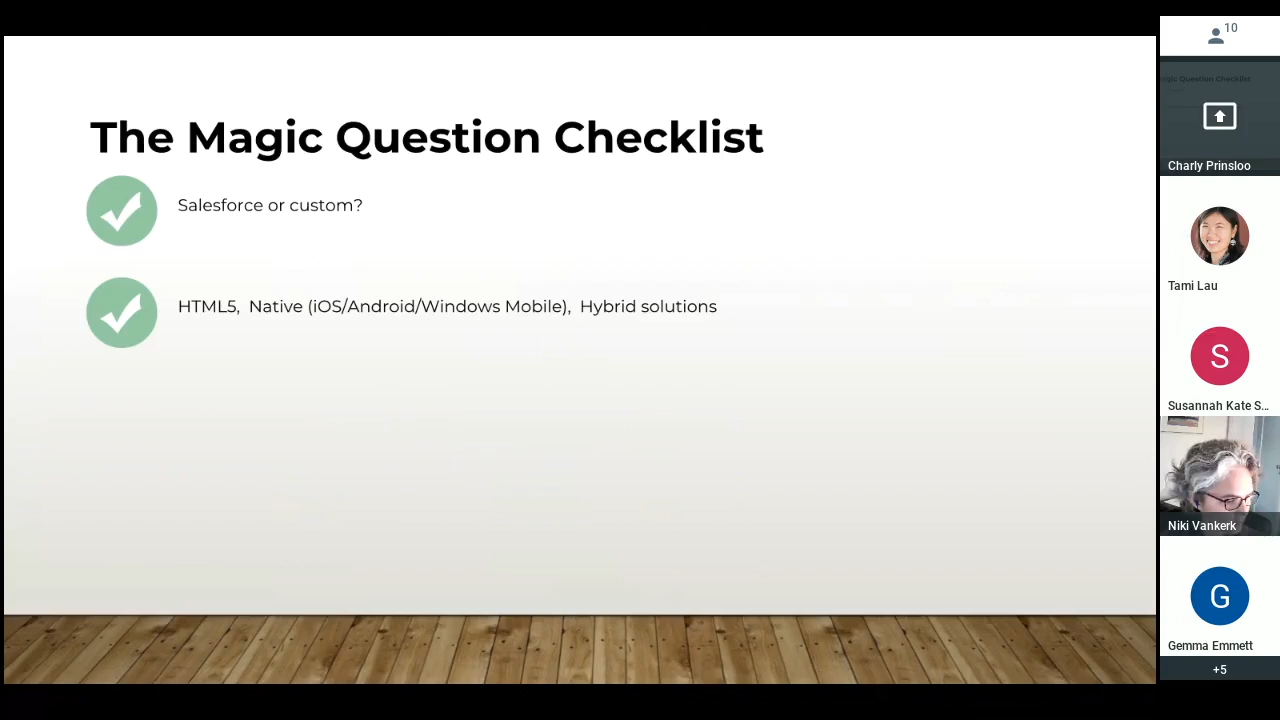 10
The Magic Question Checklist
Salesforce or custom?
HTML5, Native (iOS/Android/Windows Mobile), Hybrid solutions
Charly Prinsloo
Tami Lau
S
Susannah Kate S...
Niki Vankerk
G
Gemma Emmett
+5